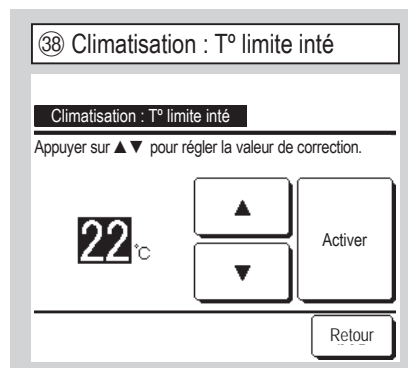 ㊳ Climatisation : Tº limite inté
Climatisation : Tº limite inté
Appuyer sur ▲▼ pour régler la valeur de correction.
▲
22°C
Activer
▼
Retour